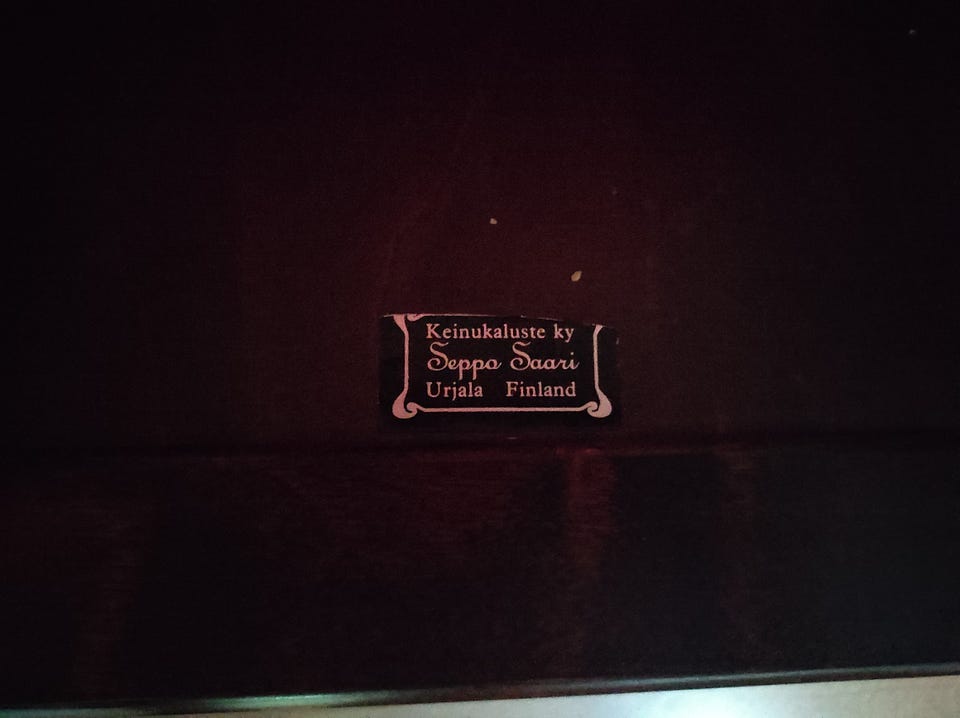 Keinukaluste ky
Seppo Saari
Urjala Finland